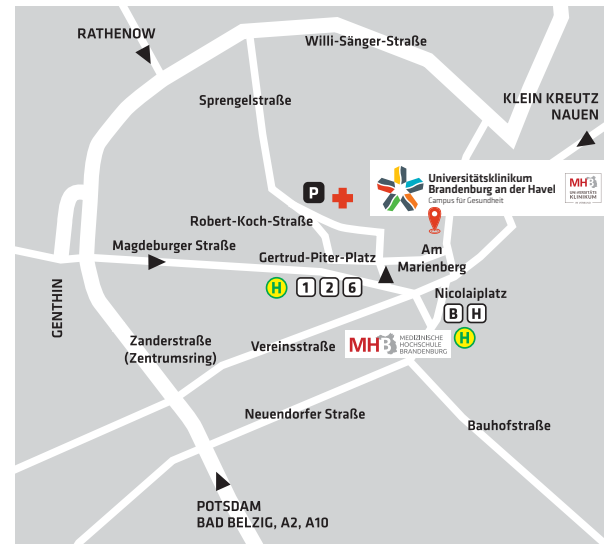 RATHENOW
Willi-Sänger-Straße
Sprengelstraße
KLEIN KREUTZ
NAUEN
P
Universitätsklinikum
Brandenburg an der Havel
Campus für Gesundheit
MHB
UNIVERSITÄTS
KLINIKUM
Robert-Koch-Straße
Magdeburger Straße
Gertrud-Piter-Platz
Am
Marienberg
H 1 2 6
Nicolaiplatz
B H
H
GENTHIN
Zanderstraße
(Zentrumsring)
Vereinsstraße
MHB
MEDIZINISCHE
HOCHSCHULE
BRANDENBURG
Neuendorfer Straße
Bauhofstraße
POTSDAM
BAD BELZIG, A2, A10